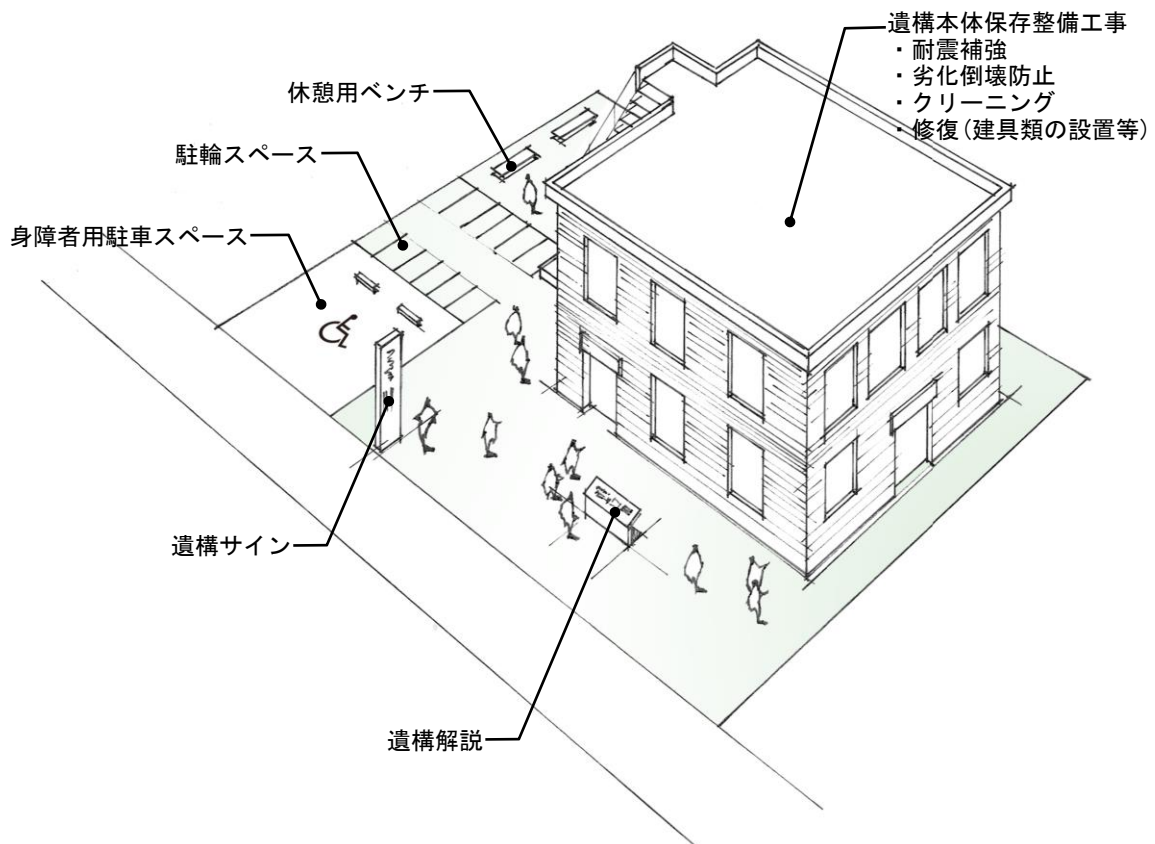 遺構本体保存整備工事
・耐震補強
・劣化倒壊防止
・クリーニング
・修復(建具類の設置等)
休憩用ベンチ
駐輪スペース
身障者用駐車スペース
遺構サイン
遺構解説